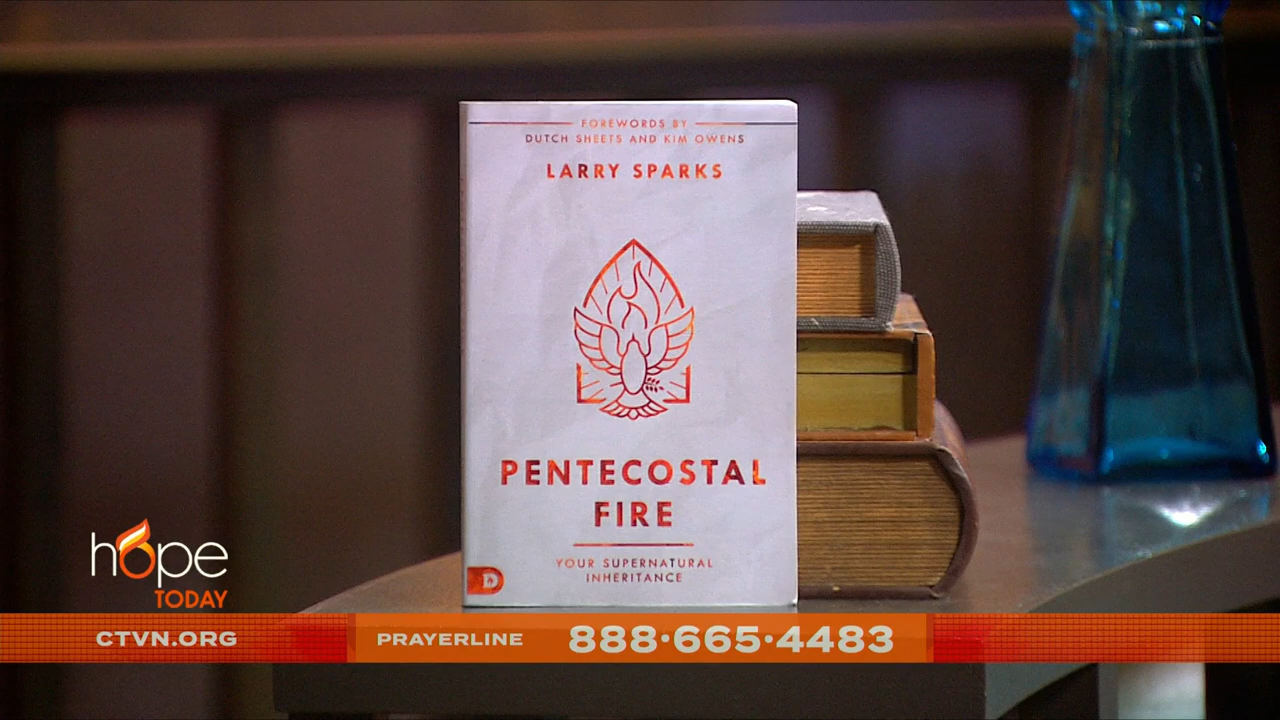 FOREWORDS BY
DUTCH SHEETS AND KIM OWENS
LARRY SPARKS
PENTECOSTAL
FIRE
YOUR SUPERNATURAL
INHERITANCE
D
hope
TODAY
CTVN.ORG
PRAYERLINE
888·665·4483